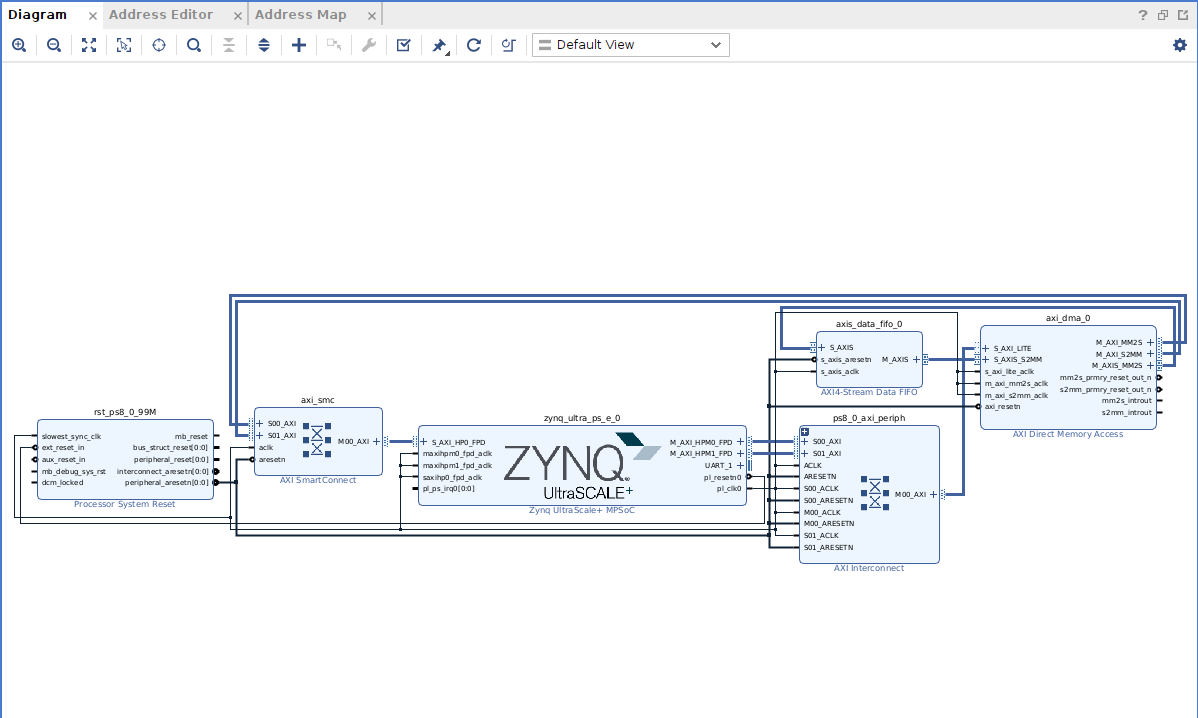 Diagram
Address Editor
Address Map
?
Default View
rst_ps8_0_99M
slowest_sync_clk
ext_reset_in
aux_reset_in
mb_debug_sys_rst
dcm_locked
mb_reset
bus_struct_reset[0:0]
peripheral_reset[0:0]
interconnect_aresetn[0:0]
peripheral_aresetn[0:0]
Processor System Reset
axi_smc
S00_AXI
S01_AXI
aclk
aresetn
M00_AXI
AXI SmartConnect
zynq_ultra_ps_e_0
S_AXI_HP0_FPD
maxihpm0_fpd_aclk
maxihpm1_fpd_aclk
saxihp0_fpd_aclk
pl_ps_irq0[0:0]
ZYNQ
UltraSCALE+
M_AXI_HPM0_FPD
M_AXI_HPM1_FPD
UART_1
pl_resetn0
pl_clk0
Zynq UltraScale+ MPSoC
axis_data_fifo_0
S_AXIS
s_axis_aresetn
s_axis_aclk
M_AXIS
AXI4-Stream Data FIFO
ps8_0_axi_periph
S00_AXI
S01_AXI
ACLK
ARESETN
S00_ACLK
S00_ARESETN
M00_ACLK
M00_ARESETN
S01_ACLK
S01_ARESETN
M00_AXI
AXI Interconnect
axi_dma_0
S_AXI_LITE
S_AXIS_S2MM
s_axi_lite_aclk
m_axi_mm2s_aclk
m_axi_s2mm_aclk
axi_resetn
M_AXI_MM2S
M_AXI_S2MM
M_AXIS_MM2S
mm2s_prmry_reset_out_n
s2mm_prmry_reset_out_n
mm2s_introut
s2mm_introut
AXI Direct Memory Access